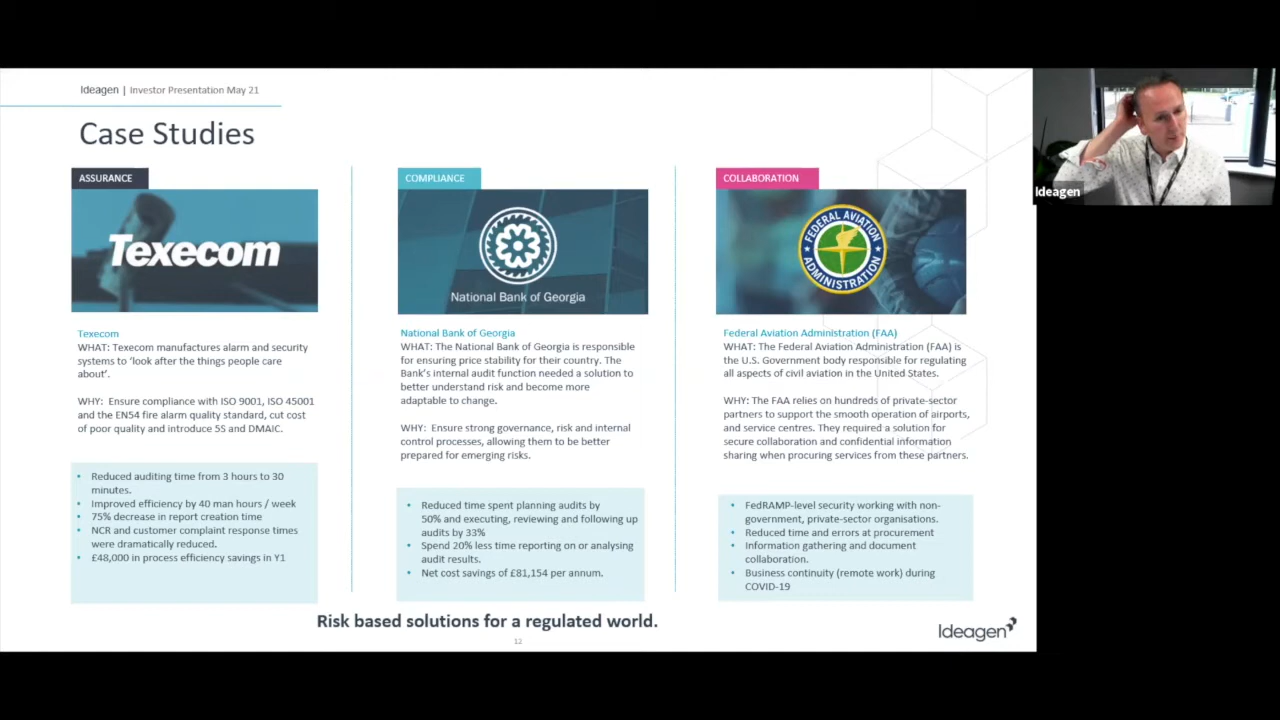 Ideagen | Investor Presentation May 21
Case Studies
ASSURANCE
Texecom
Texecom
WHAT: Texecom manufactures alarm and security
systems to ‘look after the things people care
about’.
WHY: Ensure compliance with ISO 9001, ISO 45001
and the EN54 fire alarm quality standard, cut cost
of poor quality and introduce 5S and DMAIC.
• Reduced auditing time from 3 hours to 30
minutes.
• Improved efficiency by 40 man hours / week
• 75% decrease in report creation time
• NCR and customer complaint response times
were dramatically reduced.
• £48,000 in process efficiency savings in Y1
COMPLIANCE
National Bank of Georgia
National Bank of Georgia
WHAT: The National Bank of Georgia is responsible
for ensuring price stability for their country. The
Bank’s internal audit function needed a solution to
better understand risk and become more
adaptable to change.
WHY: Ensure strong governance, risk and internal
control processes, allowing them to be better
prepared for emerging risks.
• Reduced time spent planning audits by
50% and executing, reviewing and following up
audits by 33%
• Spend 20% less time reporting on or analysing
audit results.
• Net cost savings of £81,154 per annum.
COLLABORATION
FEDERAL AVIATION
ADMINISTRATION
Federal Aviation Administration (FAA)
WHAT: The Federal Aviation Administration (FAA) is
the U.S. Government body responsible for regulating
all aspects of civil aviation in the United States.
WHY: The FAA relies on hundreds of private-sector
partners to support the smooth operation of airports,
and service centres. They required a solution for
secure collaboration and confidential information
sharing when procuring services from these partners.
• FedRAMP-level security working with non-
government, private-sector organisations.
• Reduced time and errors at procurement
• Information gathering and document
collaboration.
• Business continuity (remote work) during
COVID-19
Risk based solutions for a regulated world.
12
Ideagen
Ideagen